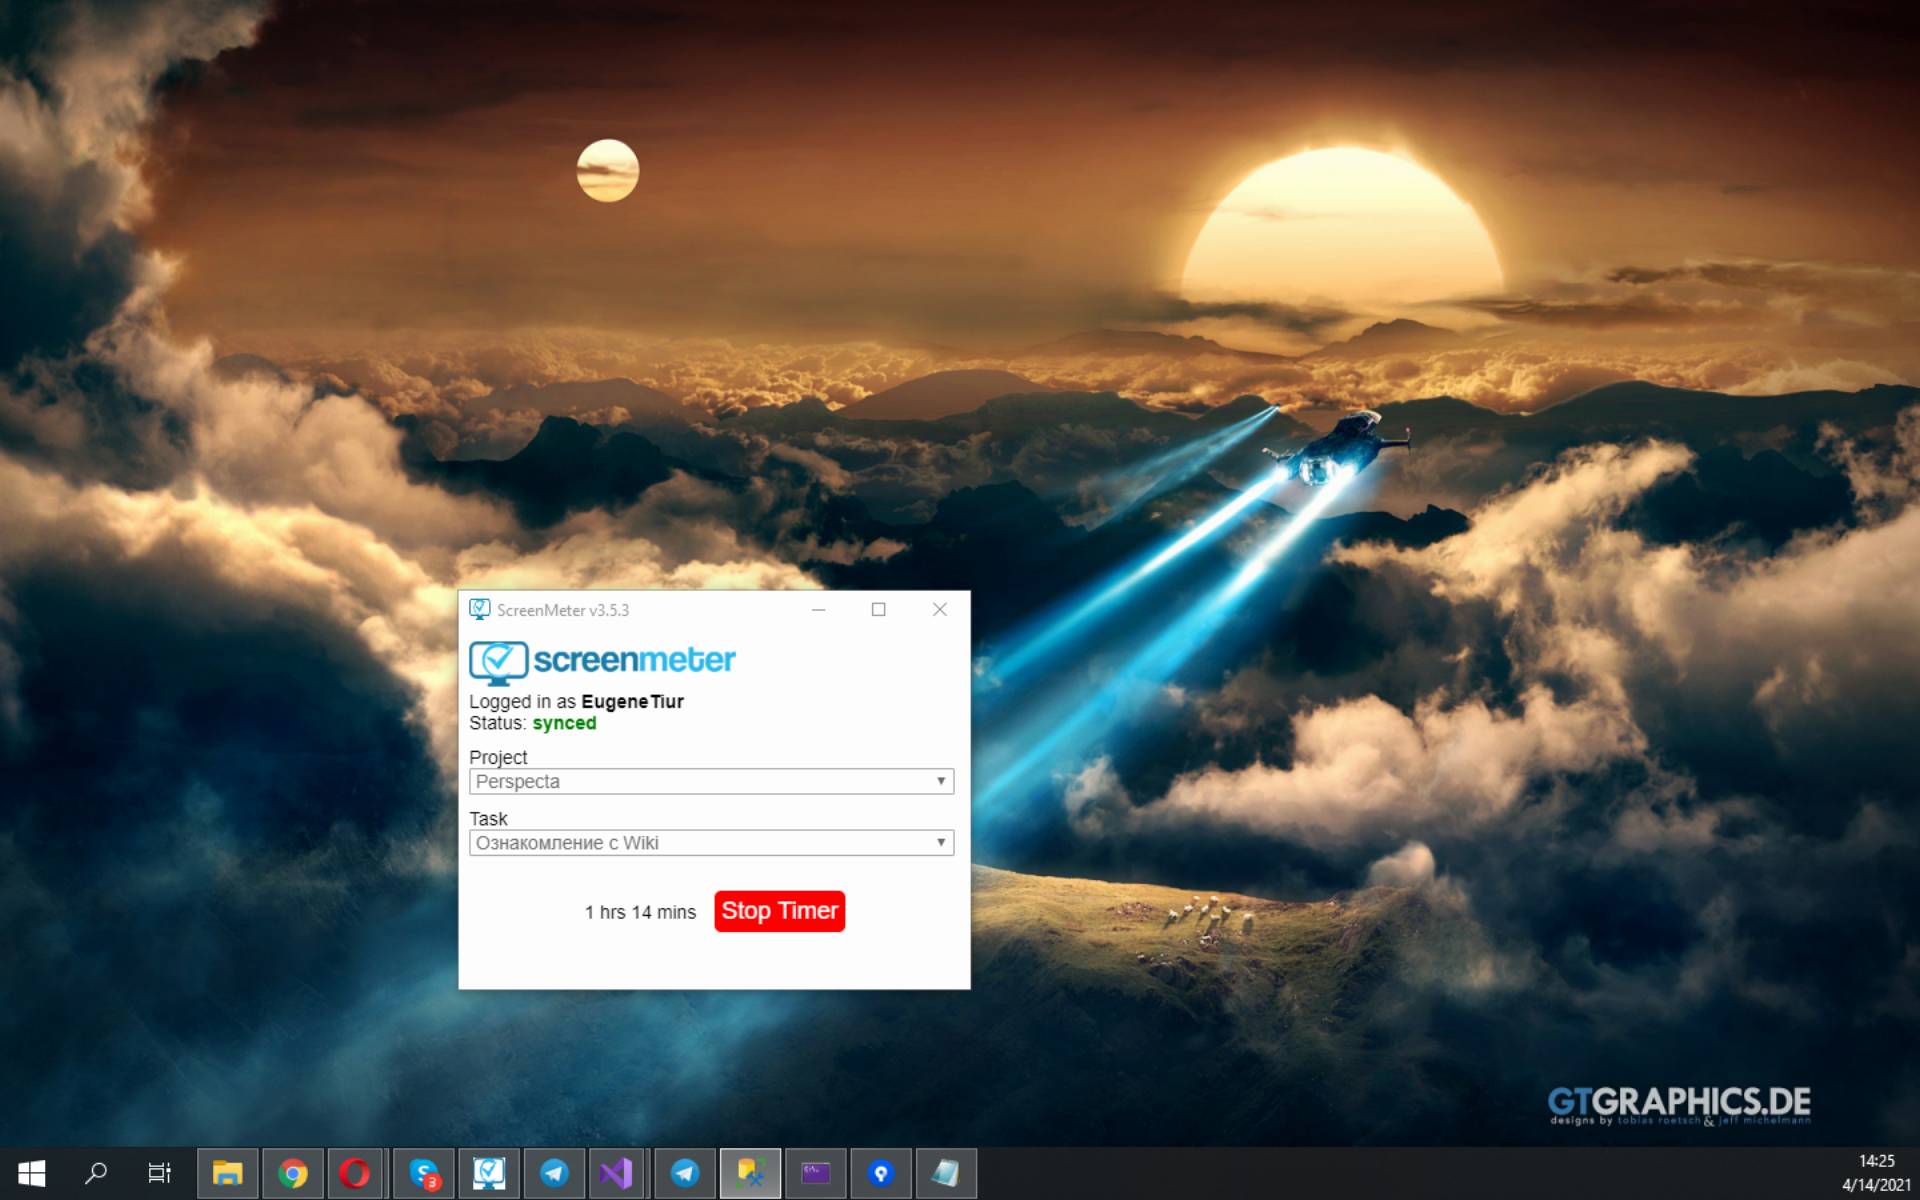 ScreenMeter v3.5.3
screenmeter
Logged in as EugeneTiur
Status: synced
Project
Perspecta
Task
Ознакомление с Wiki
1 hrs 14 mins
Stop Timer
GTGRAPHICS.DE
designs by tobias roetsch & jeff michelmann
3
14:25
4/14/2021